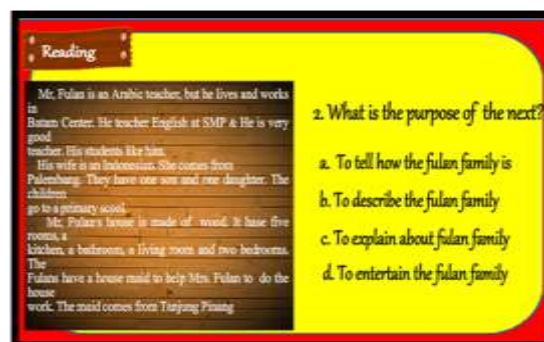 Reading
Mr, Fulan is an Arabic teacher, but he lives and works
in
Batam Center. He teacher English at SMP & He is very
good
teacher. His students like him.
His wife is an Indonesian. She comes from
Palembang. They have one son and one daughter. The
children
go to a primary scool.
Mr, Fulan's house is made of wood. It hase five
rooms, a
kitchen, a bathroom, a living room and two bedrooms.
The
Fulans have a house maid to help Mrs. Fulan to do the
house
work. The maid comes from Tanjung Pinang
2. What is the purpose of the next?
a. To tell how the fulan family is
b. To describe the fulan family
c. To explain about fulan family
d. To entertain the fulan family